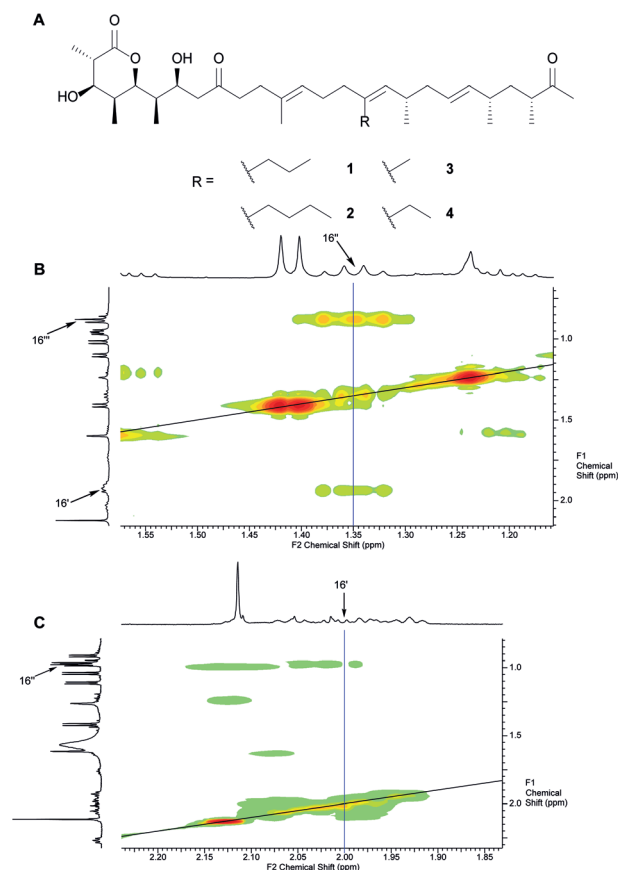 A
O
O
OH
O
O
HO
R
R =
1
3
2
4
16"
B
16'''
16'
1.0
1.5
2.0
F1
Chemical
Shift (ppm)
1.55 1.50 1.45 1.40 1.35 1.30 1.25 1.20
F2 Chemical Shift (ppm)
16'
C
16"
1.0
1.5
2.0
F1
Chemical
Shift (ppm)
2.20 2.15 2.10 2.05 2.00 1.95 1.90 1.85
F2 Chemical Shift (ppm)